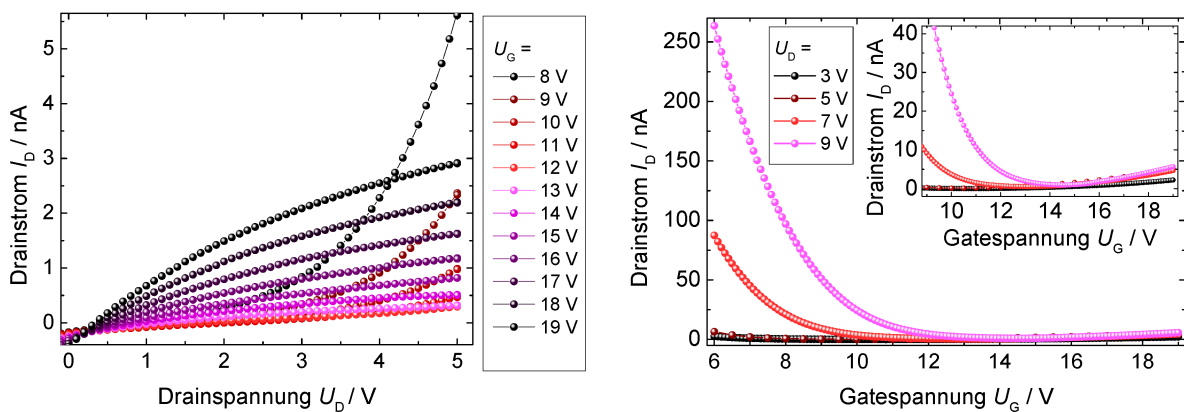 Drainstrom I_D / nA
5
4
3
2
1
0
0 1 2 3 4 5
Drainspannung U_D / V
U_G =
8 V
9 V
10 V
11 V
12 V
13 V
14 V
15 V
16 V
17 V
18 V
19 V
Drainstrom I_D / nA
250
200
150
100
50
0
6 8 10 12 14 16 18
Gatespannung U_G / V
U_D =
3 V
5 V
7 V
9 V
Drainstrom I_D / nA
40
30
20
10
0
10 12 14 16 18
Gatespannung U_G / V